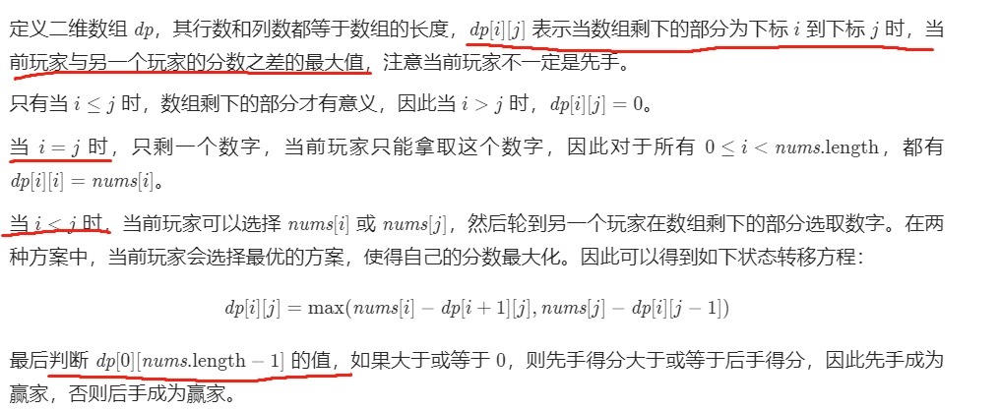 定义二维数组 dp，其行数和列数都等于数组的长度，dp[i][j] 表示当数组剩下的部分为下标 i 到下标 j 时，当
前玩家与另一个玩家的分数之差的最大值，注意当前玩家不一定是先手。
只有当 i ≤ j 时，数组剩下的部分才有意义，因此当 i > j 时，dp[i][j] = 0。
当 i = j 时，只剩一个数字，当前玩家只能拿取这个数字，因此对于所有 0 ≤ i < nums.length，都有
dp[i][i] = nums[i]。
当 i < j 时，当前玩家可以选择 nums[i] 或 nums[j]，然后轮到另一个玩家在数组剩下的部分选取数字。在两
种方案中，当前玩家会选择最优的方案，使得自己的分数最大化。因此可以得到如下状态转移方程：
dp[i][j] = max(nums[i] − dp[i + 1][j], nums[j] − dp[i][j − 1])
最后判断 dp[0][nums.length − 1] 的值，如果大于或等于 0，则先手得分大于或等于后手得分，因此先手成为
赢家，否则后手成为赢家。